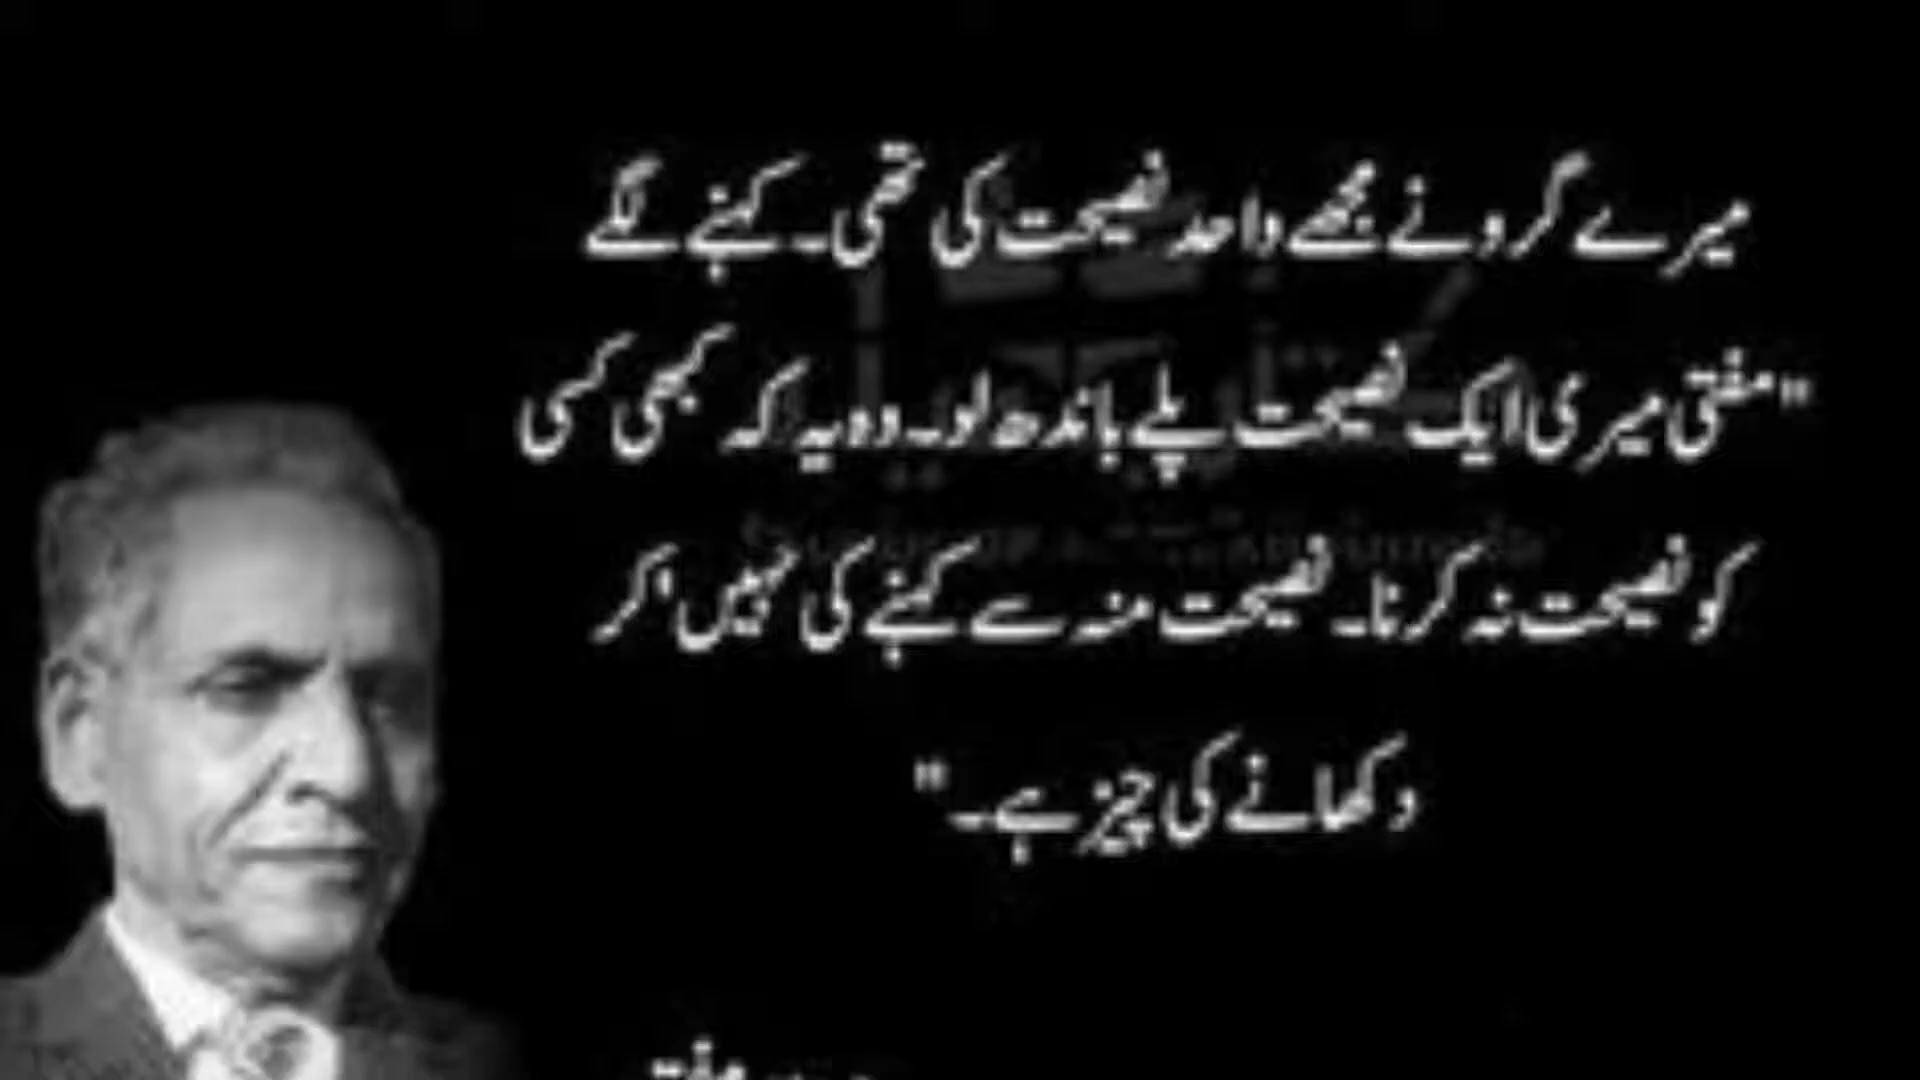 میرے گرو نے مجھے واحد نصیحت کی تھی۔ کہنے لگے
"مفتی میری ایک نصیحت پلے باندھ لو۔ وہ یہ کہ کبھی کسی
کو نصیحت نہ کرنا۔ نصیحت منہ سے کہنے کی نہیں' کر
دکھانے کی چیز ہے۔"